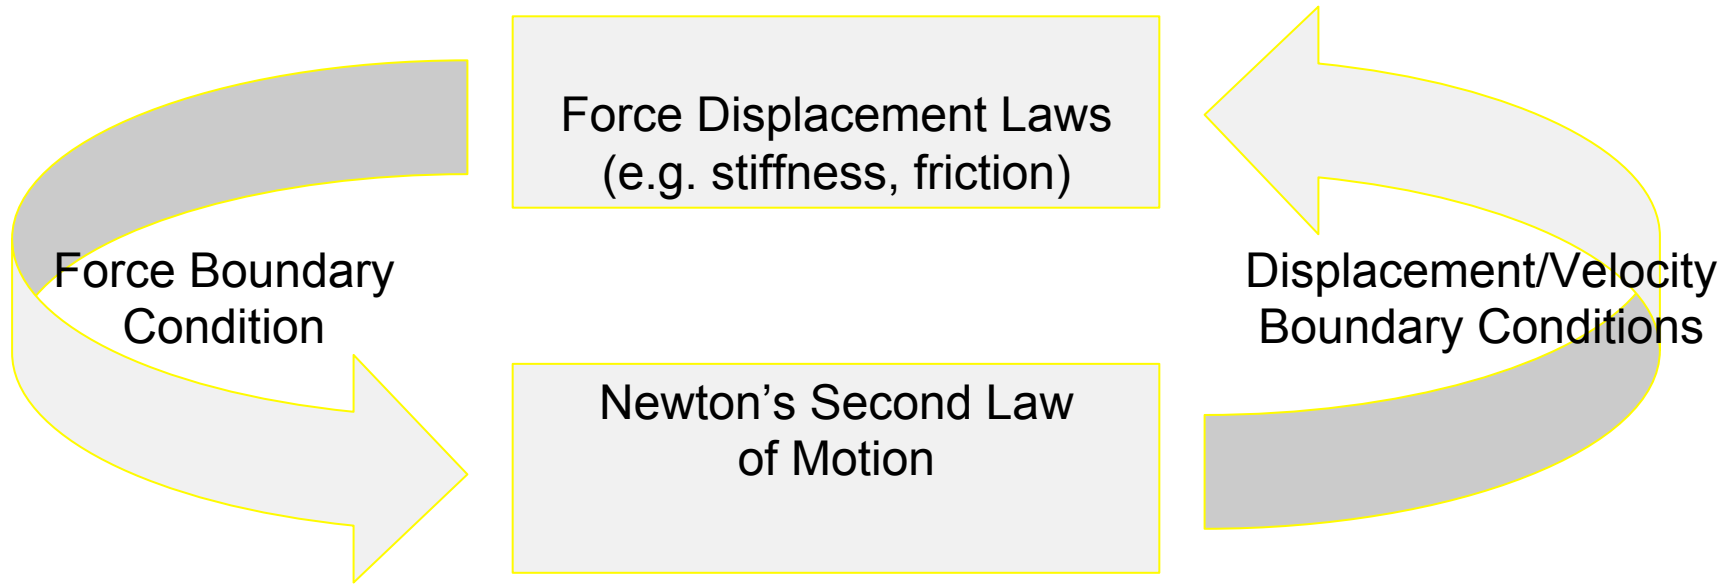 Force Displacement Laws
(e.g. stiffness, friction)
Force Boundary
Condition
Displacement/Velocity
Boundary Conditions
Newton’s Second Law
of Motion